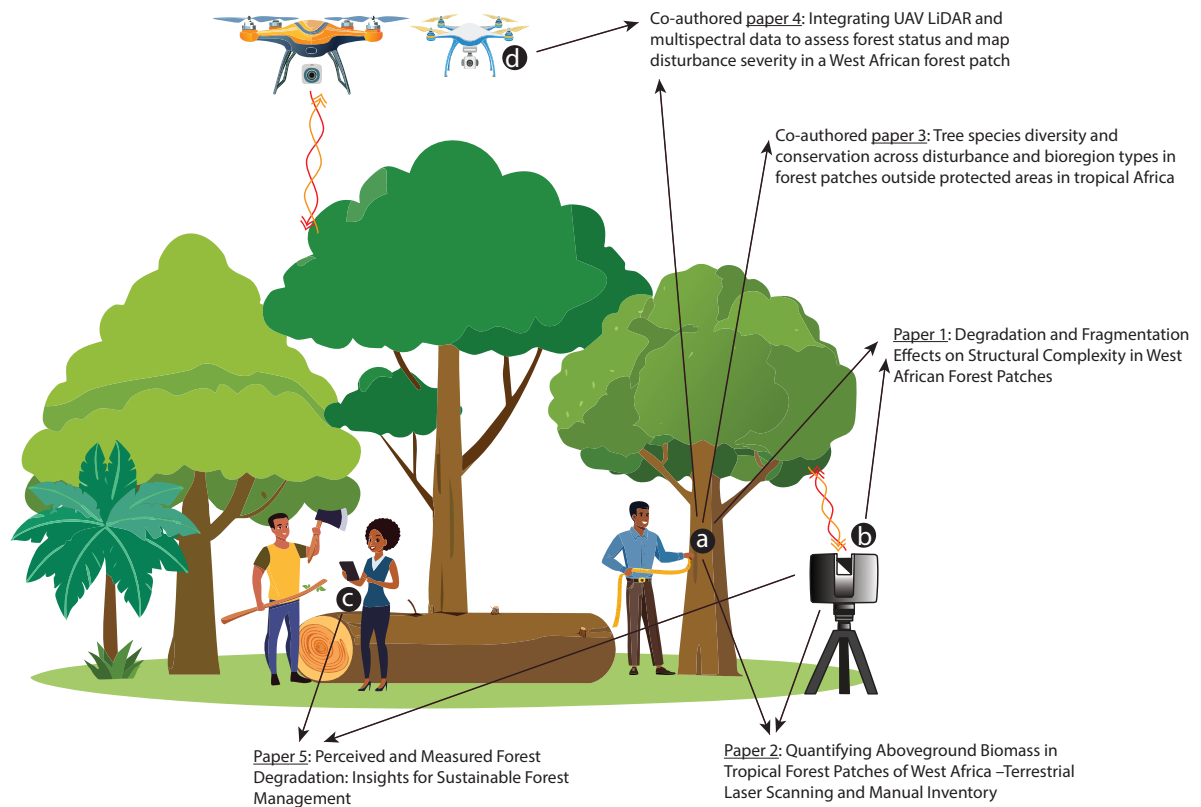 Co-authored paper 4: Integrating UAV LiDAR and
multispectral data to assess forest status and map
disturbance severity in a West African forest patch
d
Co-authored paper 3: Tree species diversity and
conservation across disturbance and bioregion types in
forest patches outside protected areas in tropical Africa
Paper 1: Degradation and Fragmentation
Effects on Structural Complexity in West
African Forest Patches
a
b
c
Paper 5: Perceived and Measured Forest
Degradation: Insights for Sustainable Forest
Management
Paper 2: Quantifying Aboveground Biomass in
Tropical Forest Patches of West Africa –Terrestrial
Laser Scanning and Manual Inventory